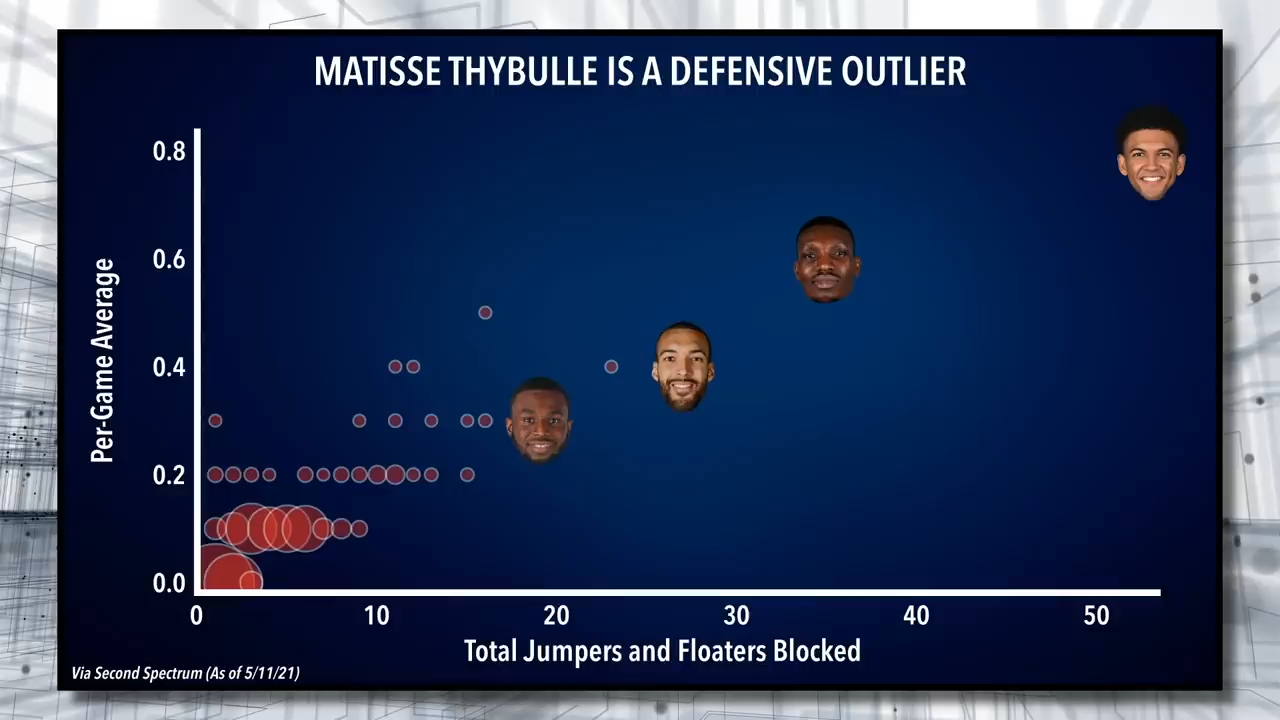 MATISSE THYBULLE IS A DEFENSIVE OUTLIER
0.8
0.6
0.4
0.2
0.0
Per-Game Average
0 10 20 30 40 50
Total Jumpers and Floaters Blocked
Via Second Spectrum (As of 5/11/21)